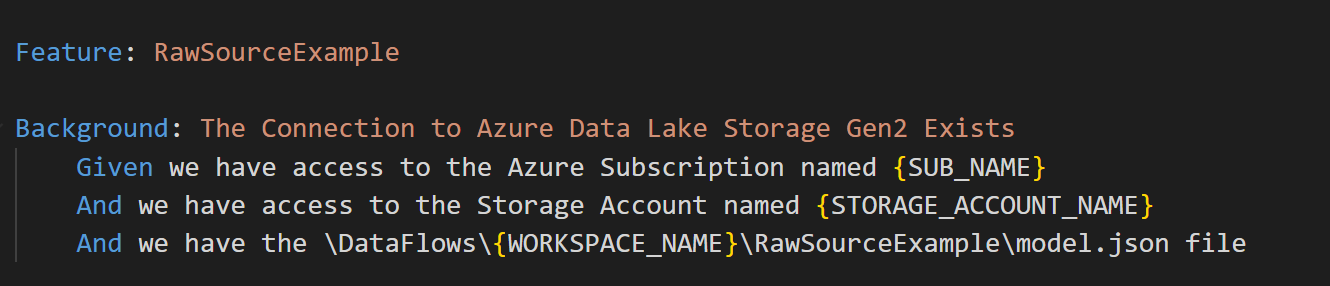 Feature: RawSourceExample
Background: The Connection to Azure Data Lake Storage Gen2 Exists
Given we have access to the Azure Subscription named {SUB_NAME}
And we have access to the Storage Account named {STORAGE_ACCOUNT_NAME}
And we have the \DataFlows\{WORKSPACE_NAME}\RawSourceExample\model.json file